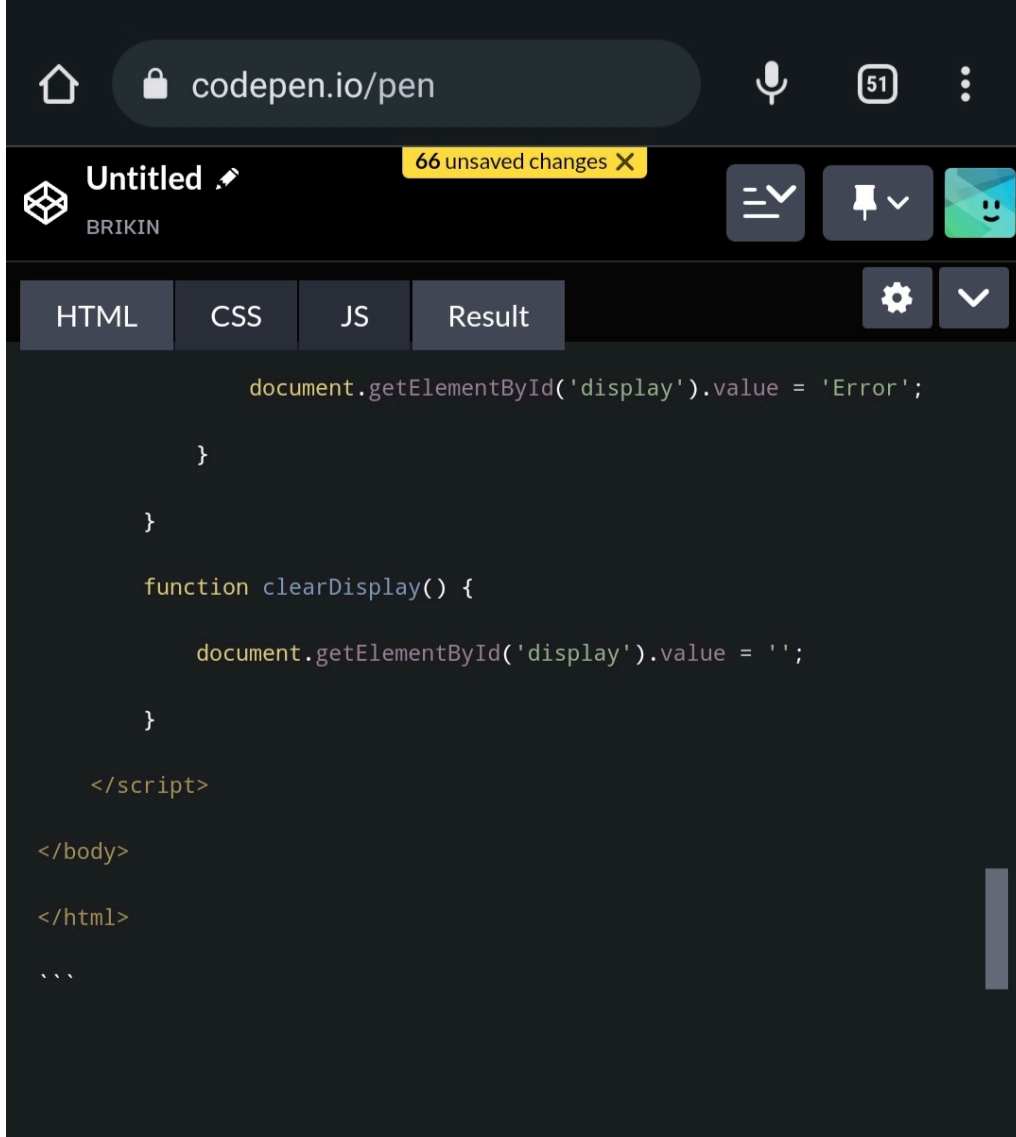 codepen.io/pen
51
Untitled
66 unsaved changes
BRIKIN
HTML CSS JS Result
document.getElementById('display').value = 'Error';
}
}
function clearDisplay() {
document.getElementById('display').value = '';
}
</script>
</body>
</html>
```